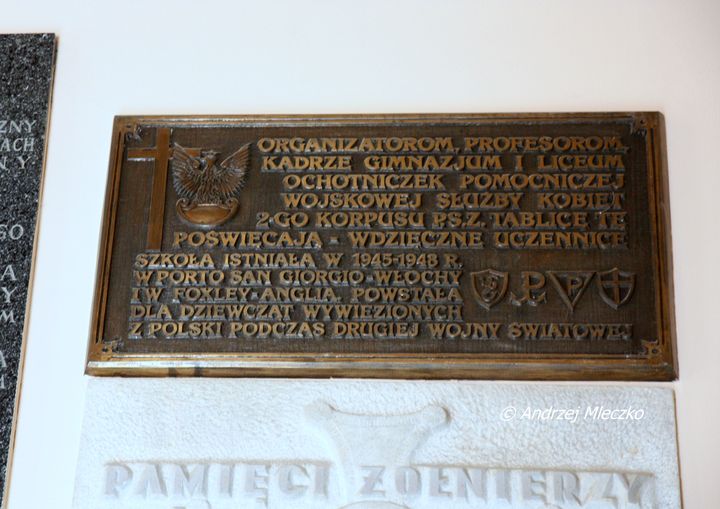 ZNY
ACH
N.Y.
ORGANIZATOROM, PROFESOROM,
KADRZE GIMNAZJUM I LICEUM
OCHOTNICZEK POMOCNICZEJ
WOJSKOWEJ SŁUŻBY KOBIET
2-GO KORPUSU P.S.Z. TABLICĘ TĘ
POŚWIĘCAJĄ - WDZIĘCZNE UCZENNICE
SZKOŁA ISTNIAŁA W 1945-1948 R.
W PORTO SAN GIORGIO-WŁOCHY
I W FOXLEY-ANGLIA. POWSTAŁA
DLA DZIEWCZĄT WYWIEZIONYCH
Z POLSKI PODCZAS DRUGIEJ WOJNY ŚWIATOWEJ
© Andrzej Mleczko
PAMIĘCI ŻOŁNIERZY